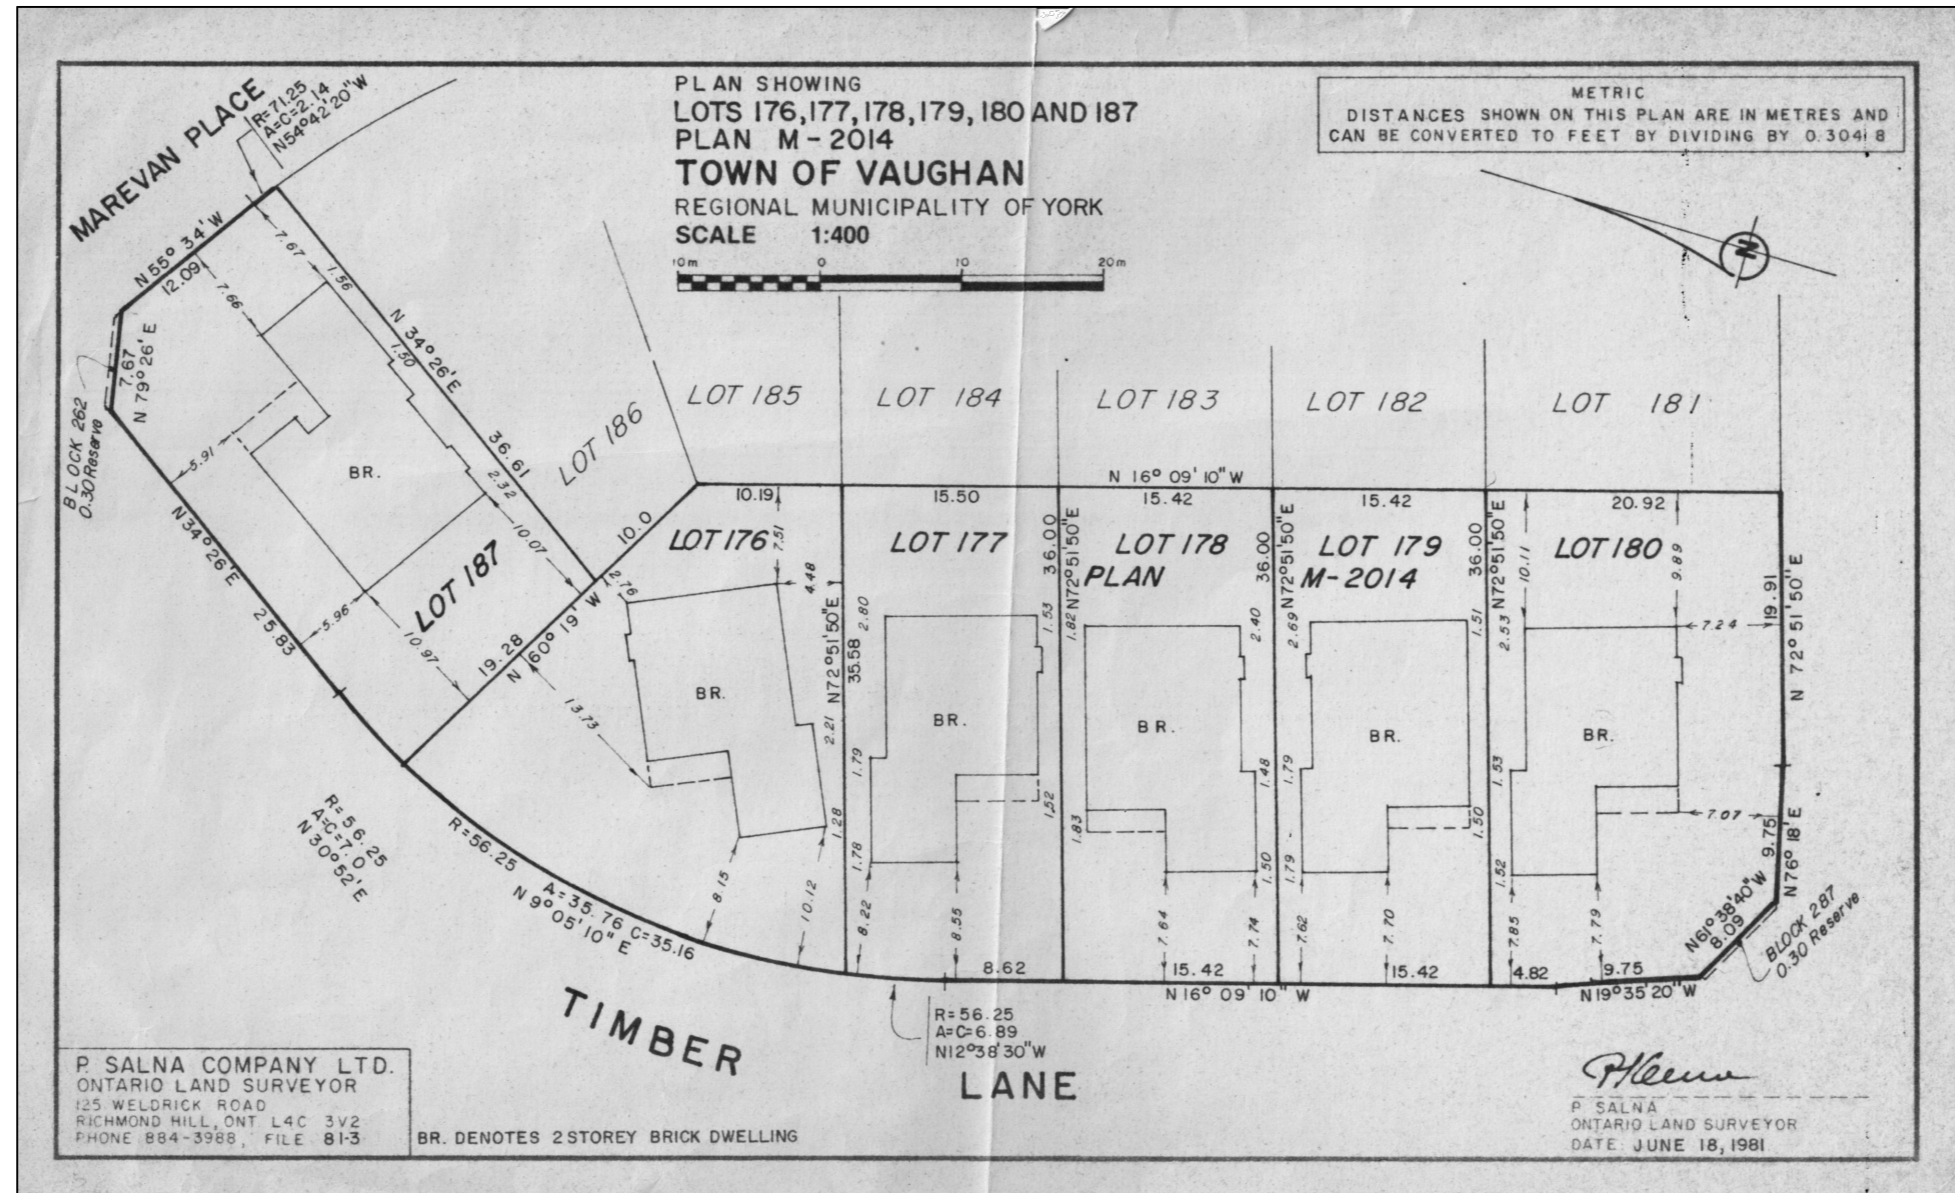 PLAN SHOWING
LOTS 176,177,178,179,180 AND 187
PLAN M-2014
TOWN OF VAUGHAN
REGIONAL MUNICIPALITY OF YORK
SCALE 1:400
10m 0 10 20m
METRIC
DISTANCES SHOWN ON THIS PLAN ARE IN METRES AND
CAN BE CONVERTED TO FEET BY DIVIDING BY 0.3048
N
MAREVAN PLACE
R=71.25
A=C=2.14
N54°42'20"W
N 55° 34' W
12.09
7.67
7.66
1.56
N 34° 26' E
1.50
36.61
2.32
10.07
7.67
N 79° 26' E
BLOCK 262
0.30 Reserve
5.91
BR.
N34°26'E
25.83
5.96
10.97
LOT 187
19.28
N 60° 19' W
10.0
LOT 186
LOT 185
LOT 184
LOT 183
LOT 182
LOT 181
N 16° 09' 10" W
10.19
15.50
15.42
15.42
20.92
LOT 176
7.51
4.48
2.76
BR.
13.73
2.21
1.28
8.15
10.12
N72°51'50"E
35.58
LOT 177
2.80
1.53
1.79
BR.
1.52
1.78
8.22
8.55
8.62
36.00
N72°51'50"E
LOT 178
PLAN
1.82
2.40
BR.
1.48
1.83
1.50
7.64
7.74
15.42
36.00
N72°51'50"E
LOT 179
M-2014
2.69
1.51
1.79
BR.
1.50
1.79
7.62
7.70
15.42
36.00
N72°51'50"E
LOT 180
10.11
9.89
2.53
7.24
1.53
BR.
1.52
7.07
7.85
7.79
4.82
9.75
19.91
N 72° 51' 50" E
9.75
N76°18'E
N61°38'40"W
8.09
BLOCK 287
0.30 Reserve
N16° 09' 10" W
N19°35'20"W
R=56.25
A=C=7.0
N30°52'E
R=56.25
A=35.76 C=35.16
N 9° 05' 10" E
R=56.25
A=C=6.89
N12°38'30"W
TIMBER
LANE
P. SALNA COMPANY LTD.
ONTARIO LAND SURVEYOR
125 WELDRICK ROAD
RICHMOND HILL, ONT L4C 3V2
PHONE 884-3988, FILE 81-3
BR. DENOTES 2 STOREY BRICK DWELLING
P. SALNA
ONTARIO LAND SURVEYOR
DATE: JUNE 18, 1981